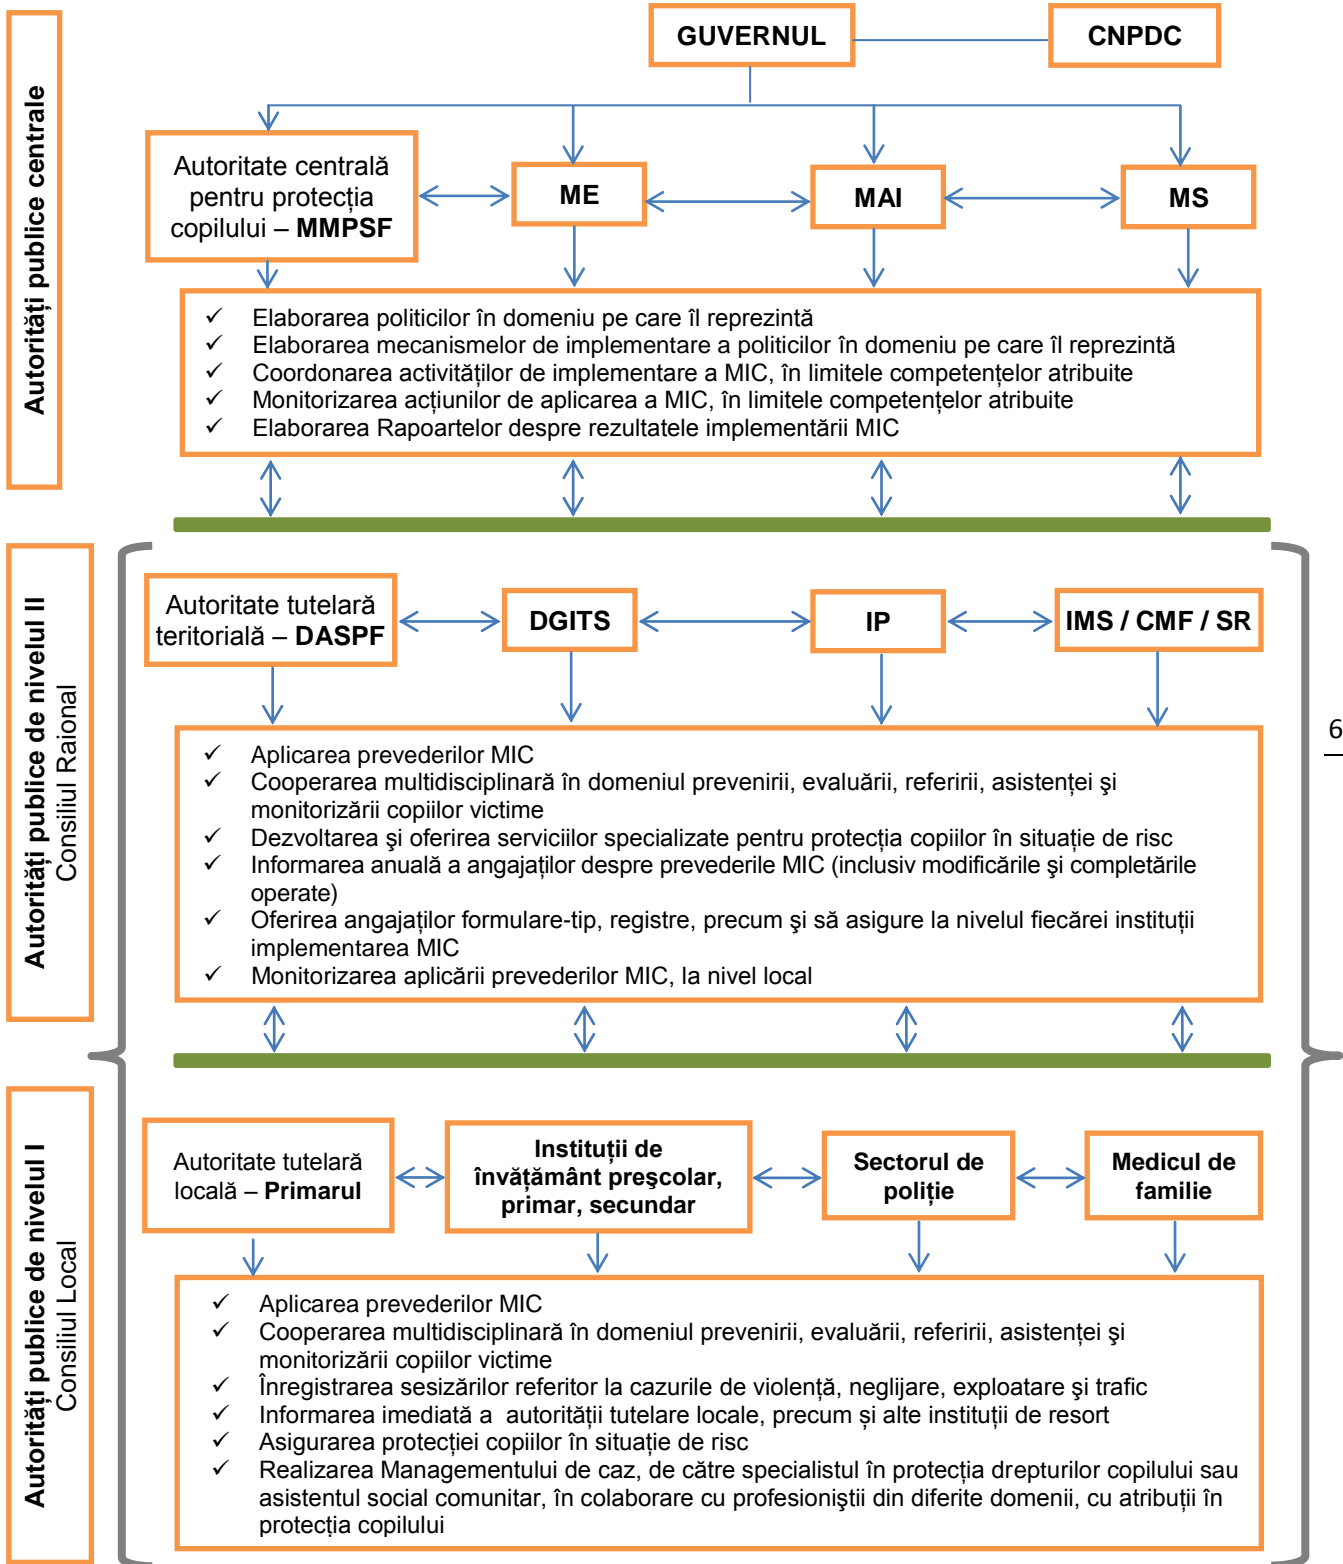 GUVERNUL
CNPDC
Autorități publice centrale
Autoritate centrală
pentru protecția
copilului – MMPSF
ME
MAI
MS
✓ Elaborarea politicilor în domeniu pe care îl reprezintă
✓ Elaborarea mecanismelor de implementare a politicilor în domeniu pe care îl reprezintă
✓ Coordonarea activităților de implementare a MIC, în limitele competențelor atribuite
✓ Monitorizarea acțiunilor de aplicarea a MIC, în limitele competențelor atribuite
✓ Elaborarea Rapoartelor despre rezultatele implementării MIC
Autorități publice de nivelul II
Consiliul Raional
Autoritate tutelară
teritorială – DASPF
DGITS
IP
IMS / CMF / SR
✓ Aplicarea prevederilor MIC
✓ Cooperarea multidisciplinară în domeniul prevenirii, evaluării, referirii, asistenței şi
monitorizării copiilor victime
✓ Dezvoltarea şi oferirea serviciilor specializate pentru protecția copiilor în situație de risc
✓ Informarea anuală a angajaților despre prevederile MIC (inclusiv modificările şi completările
operate)
✓ Oferirea angajaților formulare-tip, registre, precum şi să asigure la nivelul fiecărei instituții
implementarea MIC
✓ Monitorizarea aplicării prevederilor MIC, la nivel local
6
Autorități publice de nivelul I
Consiliul Local
Autoritate tutelară
locală – Primarul
Instituții de
învățământ preşcolar,
primar, secundar
Sectorul de
poliție
Medicul de
familie
✓ Aplicarea prevederilor MIC
✓ Cooperarea multidisciplinară în domeniul prevenirii, evaluării, referirii, asistenței şi
monitorizării copiilor victime
✓ Înregistrarea sesizărilor referitor la cazurile de violență, neglijare, exploatare şi trafic
✓ Informarea imediată a autorității tutelare locale, precum și alte instituții de resort
✓ Asigurarea protecției copiilor în situație de risc
✓ Realizarea Managementului de caz, de către specialistul în protecția drepturilor copilului sau
asistentul social comunitar, în colaborare cu profesioniştii din diferite domenii, cu atribuții în
protecția copilului